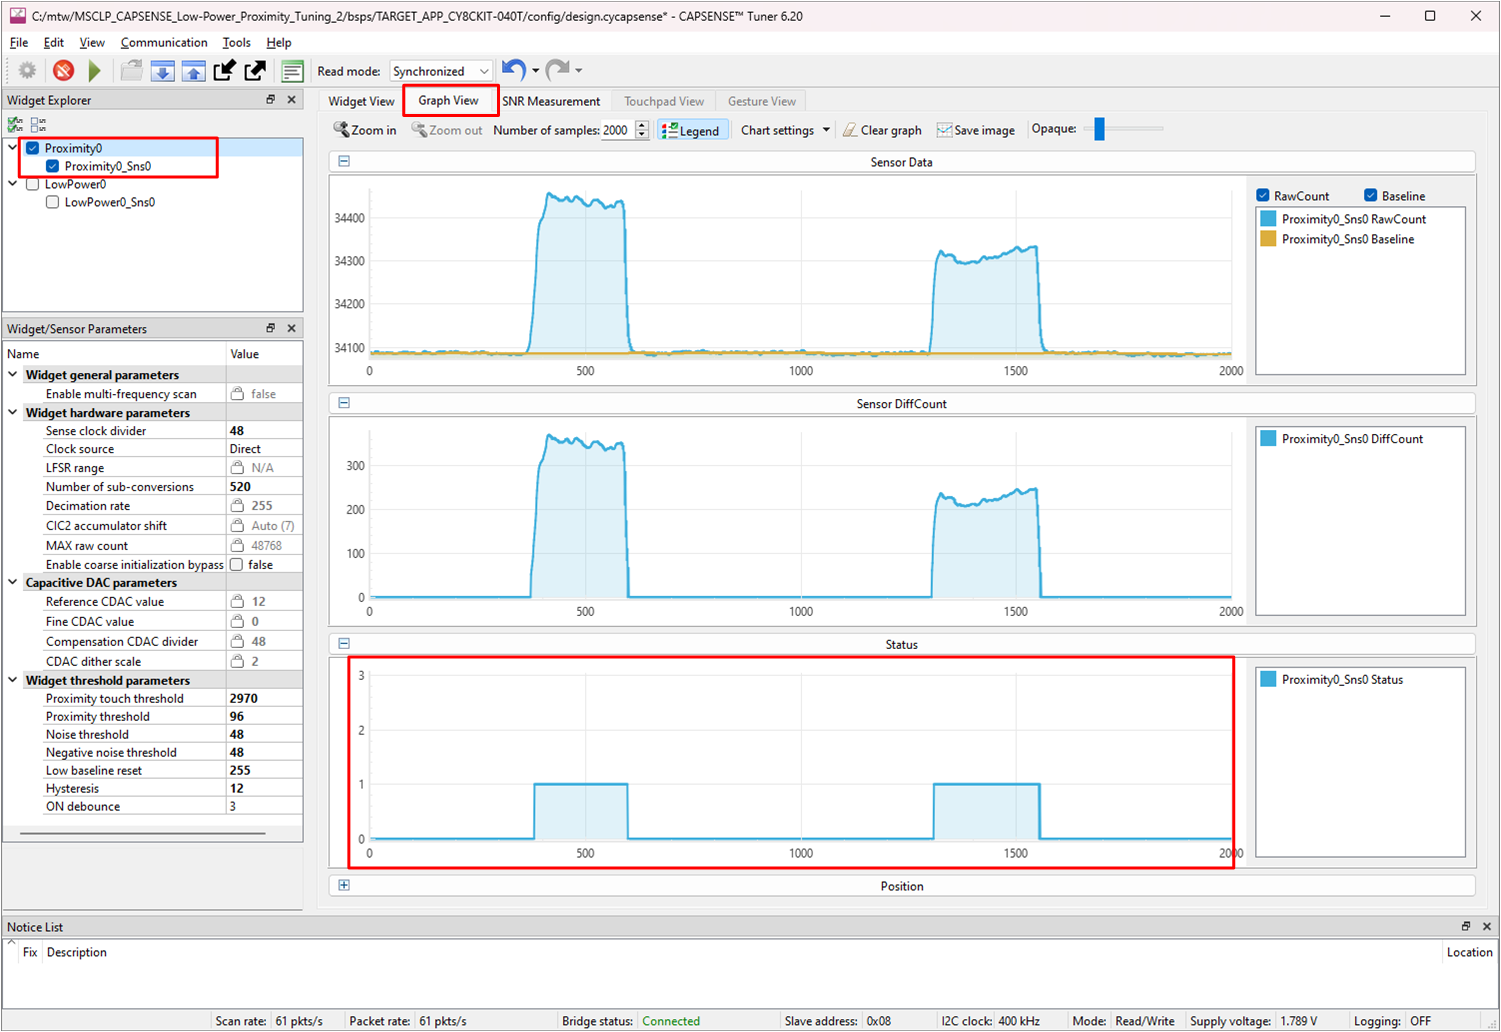 C:/mtw/MSCLP_CAPSENSE_Low-Power_Proximity_Tuning_2/bsps/TARGET_APP_CY8CKIT-040T/config/design.cycapsense* - CAPSENSE™ Tuner 6.20
File Edit View Communication Tools Help
Read mode: Synchronized
Widget Explorer
Proximity0
Proximity0_Sns0
LowPower0
LowPower0_Sns0
Widget/Sensor Parameters
Name Value
Widget general parameters
Enable multi-frequency scan false
Widget hardware parameters
Sense clock divider 48
Clock source Direct
LFSR range N/A
Number of sub-conversions 520
Decimation rate 255
CIC2 accumulator shift Auto (7)
MAX raw count 48768
Enable coarse initialization bypass false
Capacitive DAC parameters
Reference CDAC value 12
Fine CDAC value 0
Compensation CDAC divider 48
CDAC dither scale 2
Widget threshold parameters
Proximity touch threshold 2970
Proximity threshold 96
Noise threshold 48
Negative noise threshold 48
Low baseline reset 255
Hysteresis 12
ON debounce 3
Widget View Graph View SNR Measurement Touchpad View Gesture View
Zoom in Zoom out Number of samples: 2000 Legend Chart settings Clear graph Save image Opaque:
Sensor Data
34400
34300
34200
34100
0 500 1000 1500 2000
RawCount Baseline
Proximity0_Sns0 RawCount
Proximity0_Sns0 Baseline
Sensor DiffCount
300
200
100
0
0 500 1000 1500 2000
Proximity0_Sns0 DiffCount
Status
3
2
1
0
0 500 1000 1500 2000
Proximity0_Sns0 Status
Position
Notice List
Fix Description Location
Scan rate: 61 pkts/s Packet rate: 61 pkts/s Bridge status: Connected Slave address: 0x08 I2C clock: 400 kHz Mode: Read/Write Supply voltage: 1.789 V Logging: OFF